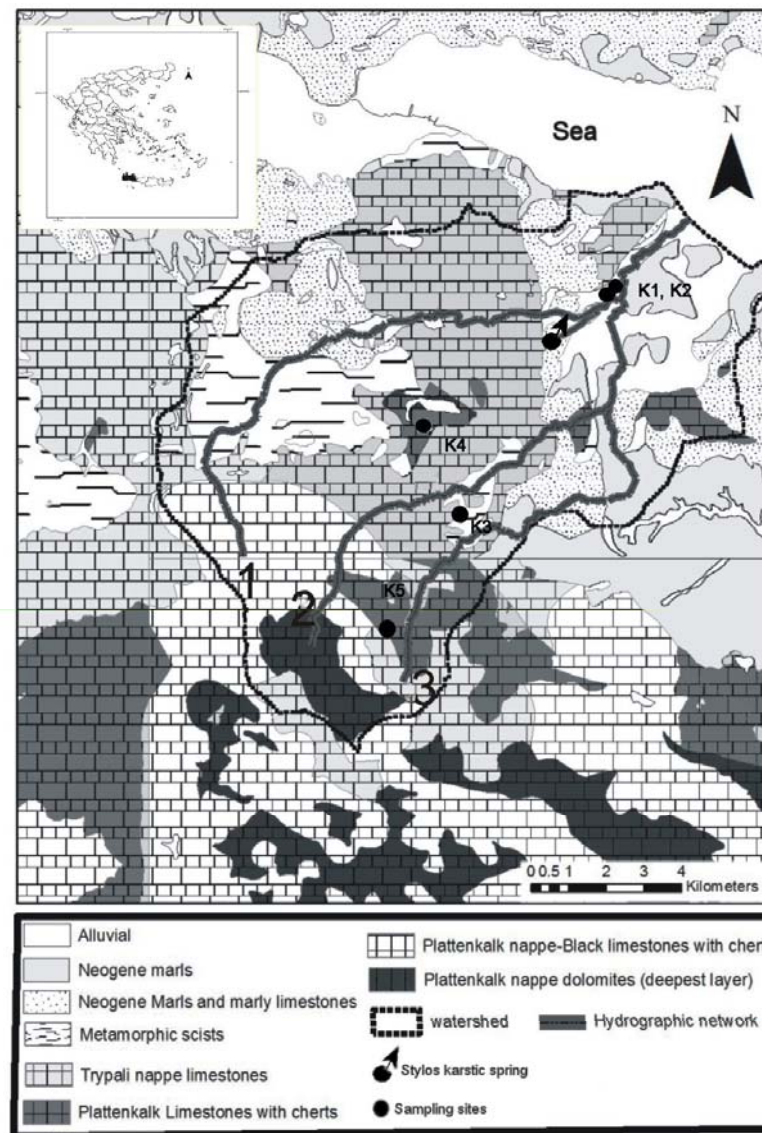 N
Sea
K1, K2
K4
K3
1
2
K5
3
0 0.5 1 2 3 4
Kilometers
Alluvial
Neogene marls
Neogene Marls and marly limestones
Metamorphic scists
Trypali nappe limestones
Plattenkalk Limestones with cherts
Plattenkalk nappe-Black limestones with cher
Plattenkalk nappe dolomites (deepest layer)
watershed
Hydrographic network
Stylos karstic spring
Sampling sites